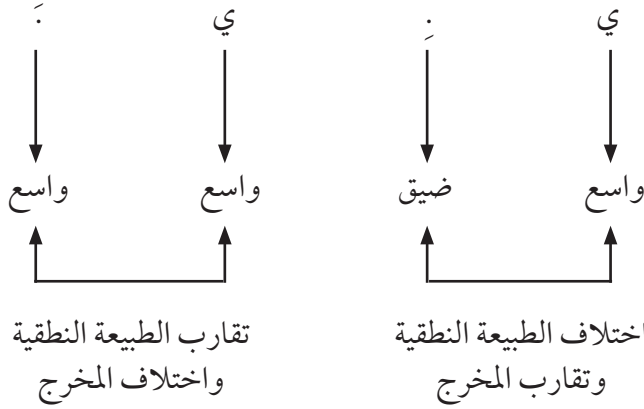 ي ـِ
ي ـَ
واسع ضيق
واسع واسع
اختلاف الطبيعة النطقية
وتقارب المخرج
تقارب الطبيعة النطقية
واختلاف المخرج